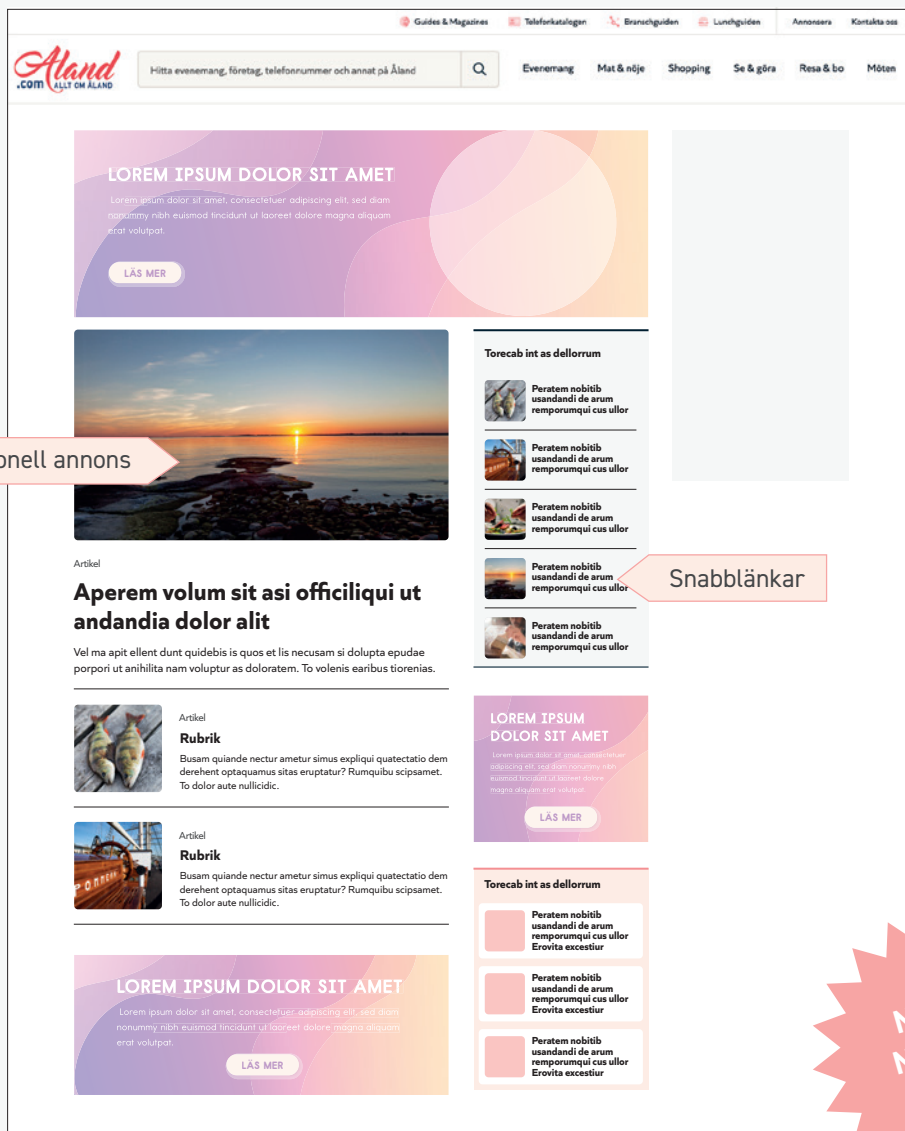 Guides & Magazines
Telefonkatalogen
Branschguiden
Lunchguiden
Annonsera
Kontakta oss
Åland
.com ALLT OM ÅLAND
Hitta evenemang, företag, telefonnummer och annat på Åland
Evenemang
Mat & nöje
Shopping
Se & göra
Resa & bo
Möten
LOREM IPSUM DOLOR SIT AMET
Lorem ipsum dolor sit amet, consectetuer adipiscing elit, sed diam
nonummy nibh euismod tincidunt ut laoreet dolore magna aliquam
erat volutpat.
LÄS MER
onell annons
Artikel
Aperem volum sit asi officiliqui ut
andandia dolor alit
Vel ma apit ellent dunt quidebis is quos et lis necusam si dolupta epudae
porpori ut anihilita nam voluptur as doloratem. To volenis earibus tiorenias.
Artikel
Rubrik
Busam quiande nectur ametur simus expliqui quatectatio dem
derehent optaquamus sitas eruptatur? Rumquibu scipsamet.
To dolor aute nullicidic.
Artikel
Rubrik
Busam quiande nectur ametur simus expliqui quatectatio dem
derehent optaquamus sitas eruptatur? Rumquibu scipsamet.
To dolor aute nullicidic.
LOREM IPSUM DOLOR SIT AMET
Lorem ipsum dolor sit amet, consectetuer adipiscing elit, sed diam
nonummy nibh euismod tincidunt ut laoreet dolore magna aliquam
erat volutpat.
LÄS MER
Torecab int as dellorrum
Peratem nobitib
usandandi de arum
remporumqui cus ullor
Peratem nobitib
usandandi de arum
remporumqui cus ullor
Peratem nobitib
usandandi de arum
remporumqui cus ullor
Peratem nobitib
usandandi de arum
remporumqui cus ullor
Peratem nobitib
usandandi de arum
remporumqui cus ullor
Snabblänkar
LOREM IPSUM
DOLOR SIT AMET
Lorem ipsum dolor sit amet, consectetuer
adipiscing elit, sed diam nonummy nibh
euismod tincidunt ut laoreet dolore
magna aliquam erat volutpat.
LÄS MER
Torecab int as dellorrum
Peratem nobitib
usandandi de arum
remporumqui cus ullor
Erovita excestiur
Peratem nobitib
usandandi de arum
remporumqui cus ullor
Erovita excestiur
Peratem nobitib
usandandi de arum
remporumqui cus ullor
Erovita excestiur